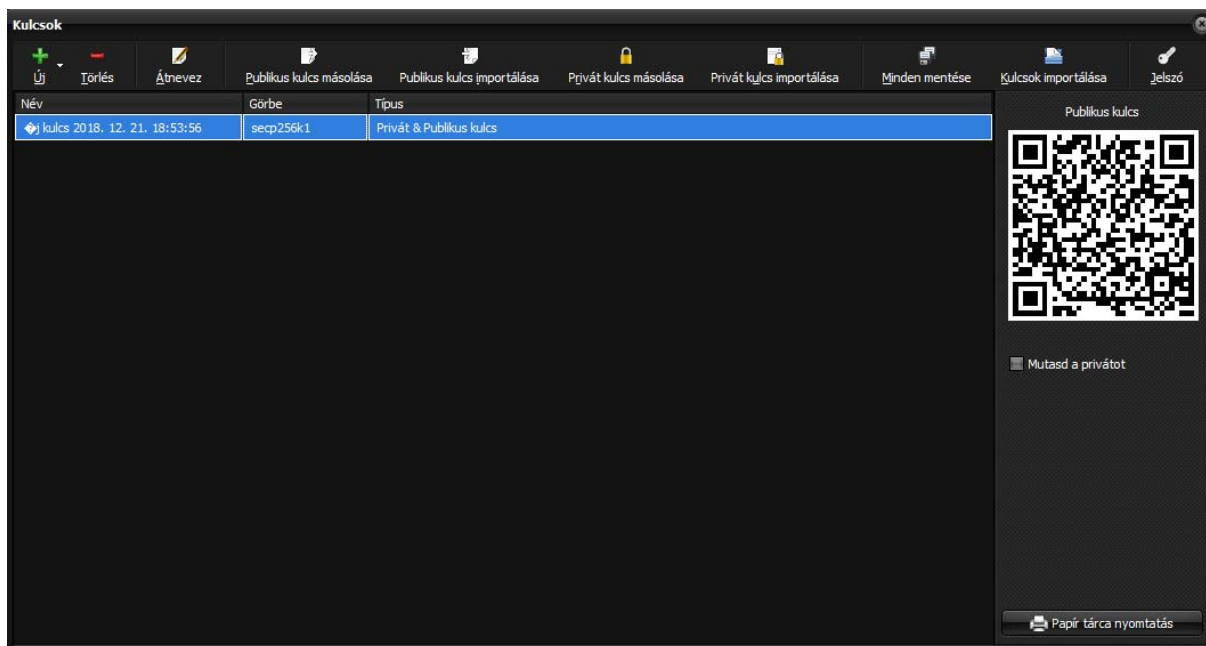 Kulcsok
Új Törlés Átnevez Publikus kulcs másolása Publikus kulcs importálása Privát kulcs másolása Privát kulcs importálása Minden mentése Kulcsok importálása Jelszó
Név Görbe Típus
�j kulcs 2018. 12. 21. 18:53:56 secp256k1 Privát & Publikus kulcs
Publikus kulcs
Mutasd a privátot
Papír tárca nyomtatás